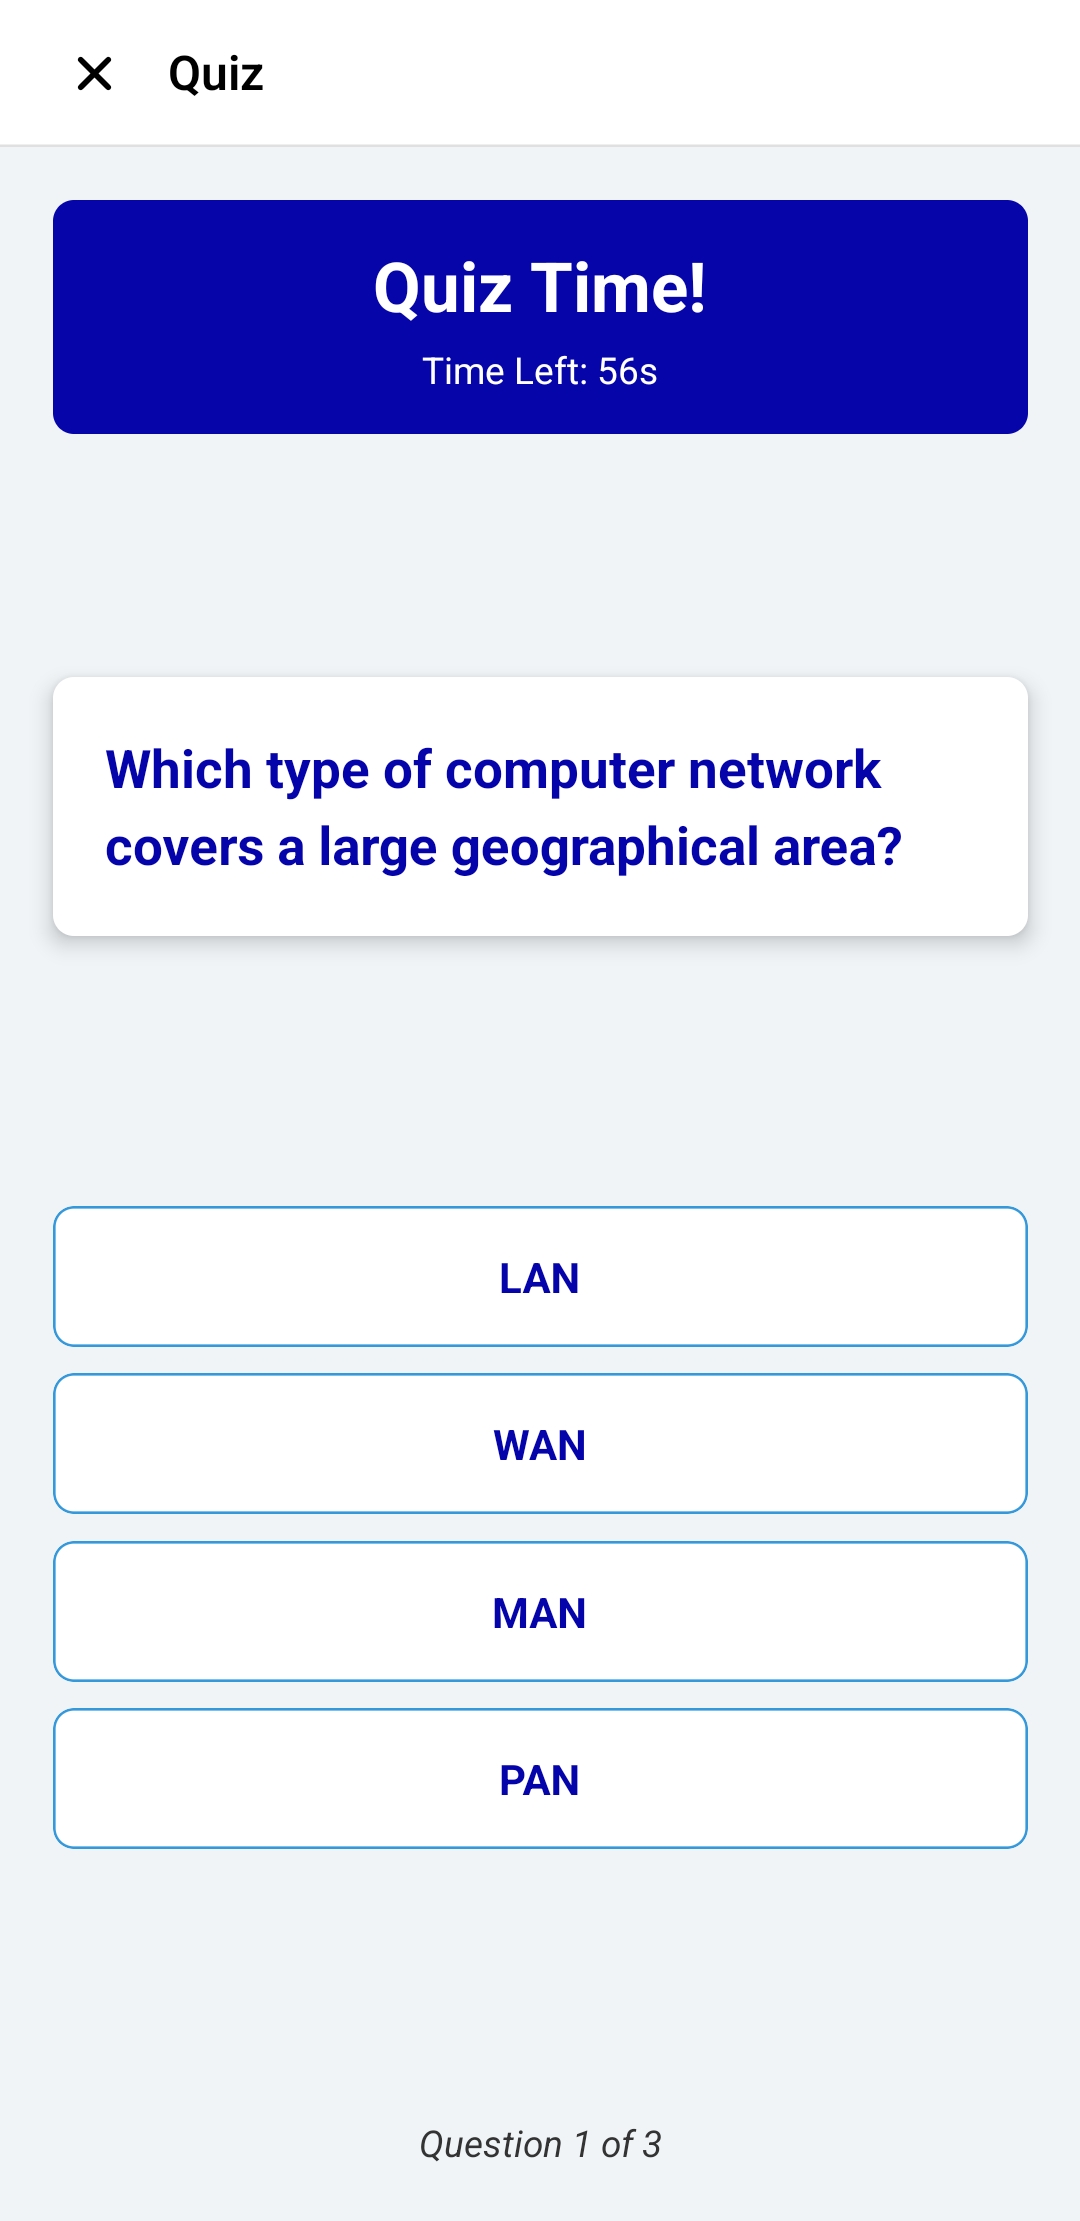 Quiz
Quiz Time!
Time Left: 56s
Which type of computer network
covers a large geographical area?
LAN
WAN
MAN
PAN
Question 1 of 3